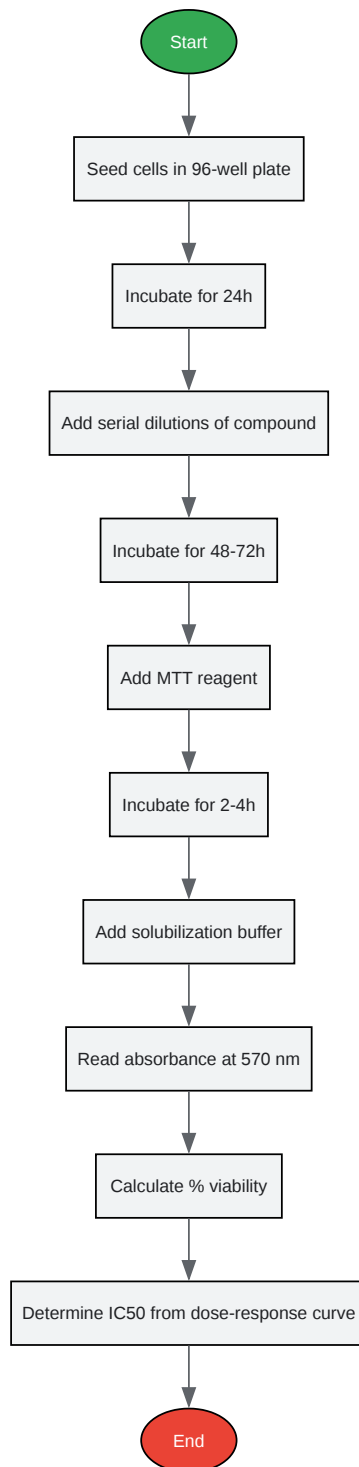 Start
Seed cells in 96-well plate
Incubate for 24h
Add serial dilutions of compound
Incubate for 48-72h
Add MTT reagent
Incubate for 2-4h
Add solubilization buffer
Read absorbance at 570 nm
Calculate % viability
Determine IC50 from dose-response curve
End